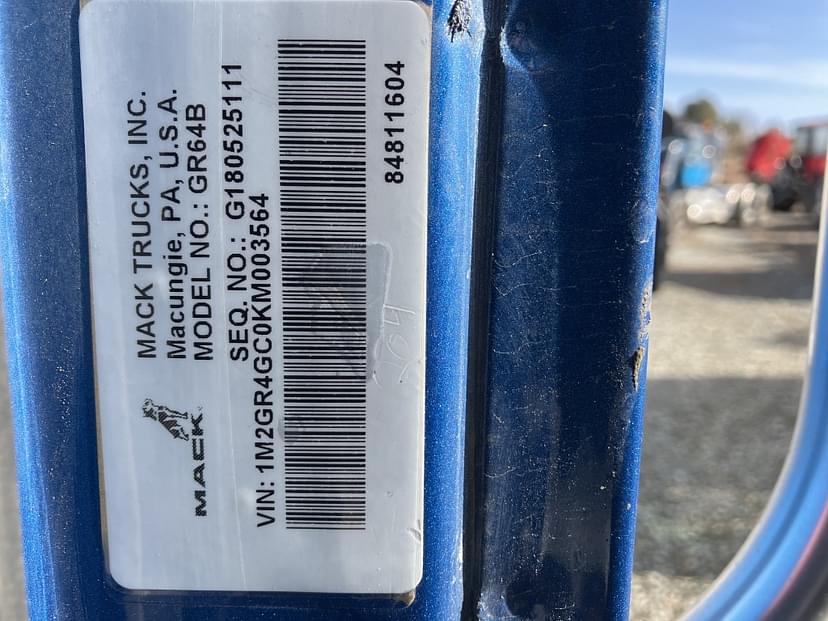 MACK TRUCKS, INC.
Macungie, PA, U.S.A.
MODEL NO.: GR64B
SEQ. NO.: G180525111
MACK
VIN: 1M2GR4GC0KM003564
84811604